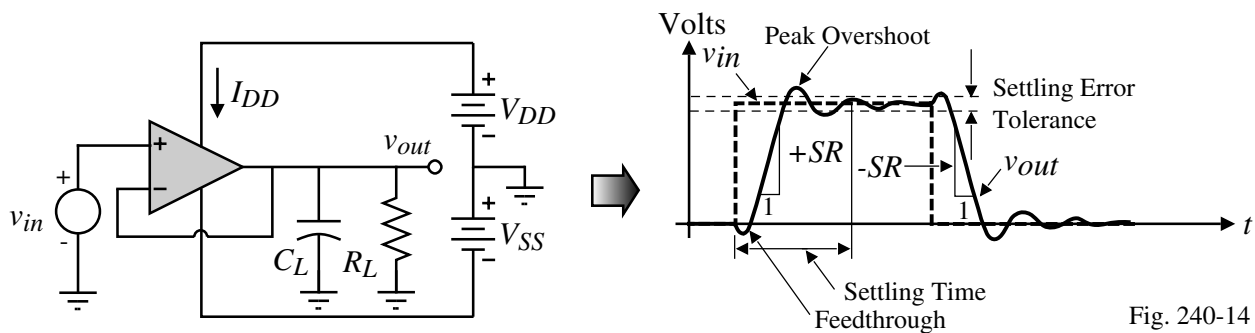 I_DD
V_DD
v_out
v_in
+
-
+
−
+
-
+
-
C_L
R_L
V_SS
Volts
v_in
Peak Overshoot
Settling Error
Tolerance
+SR
-SR
v_out
1
1
t
Settling Time
Feedthrough
Fig. 240-14